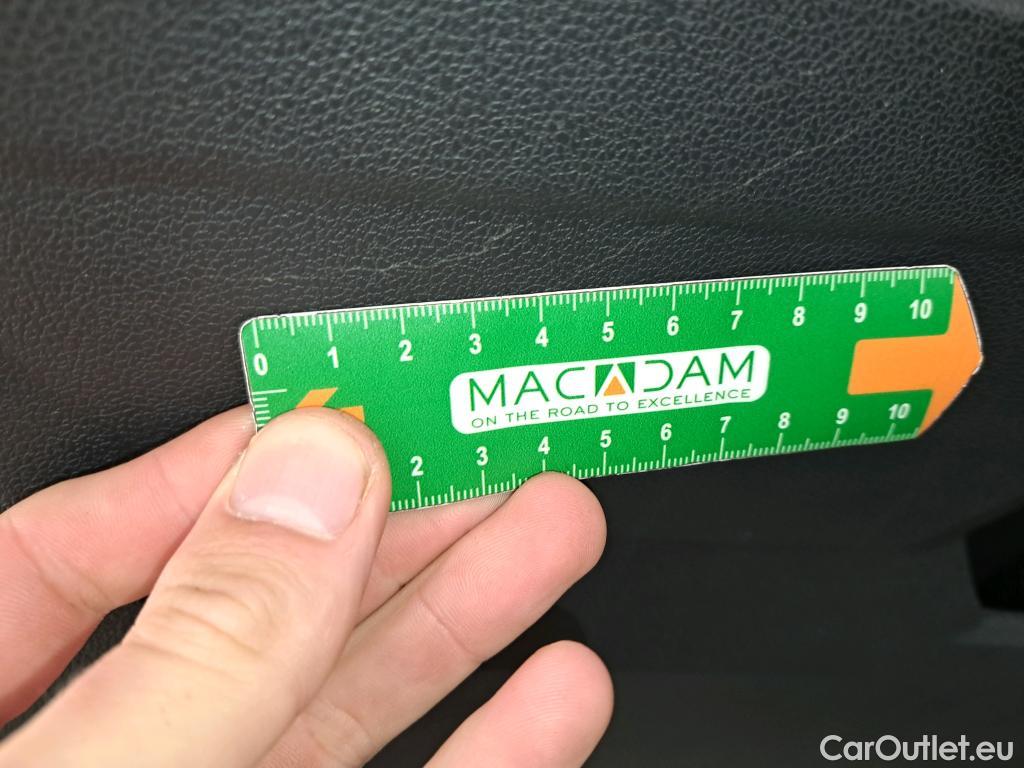 0 1 2 3 4 5 6 7 8 9 10
MACADAM
ON THE ROAD TO EXCELLENCE
2 3 4 5 6 7 8 9 10
CarOutlet.eu